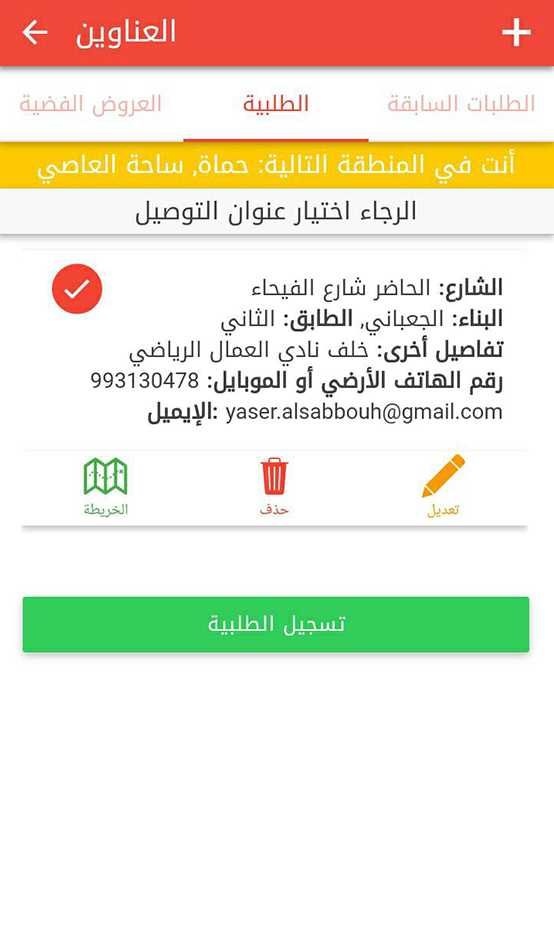 العناوين
الطلبات السابقة
الطلبية
العروض الفضية
أنت في المنطقة التالية: حماة, ساحة العاصي
الرجاء اختيار عنوان التوصيل
الشارع: الحاضر شارع الفيحاء
البناء: الجعباني, الطابق: الثاني
تفاصيل أخرى: خلف نادي العمال الرياضي
رقم الهاتف الأرضي أو الموبايل: 993130478
الإيميل: yaser.alsabbouh@gmail.com
تعديل
حذف
الخريطة
تسجيل الطلبية